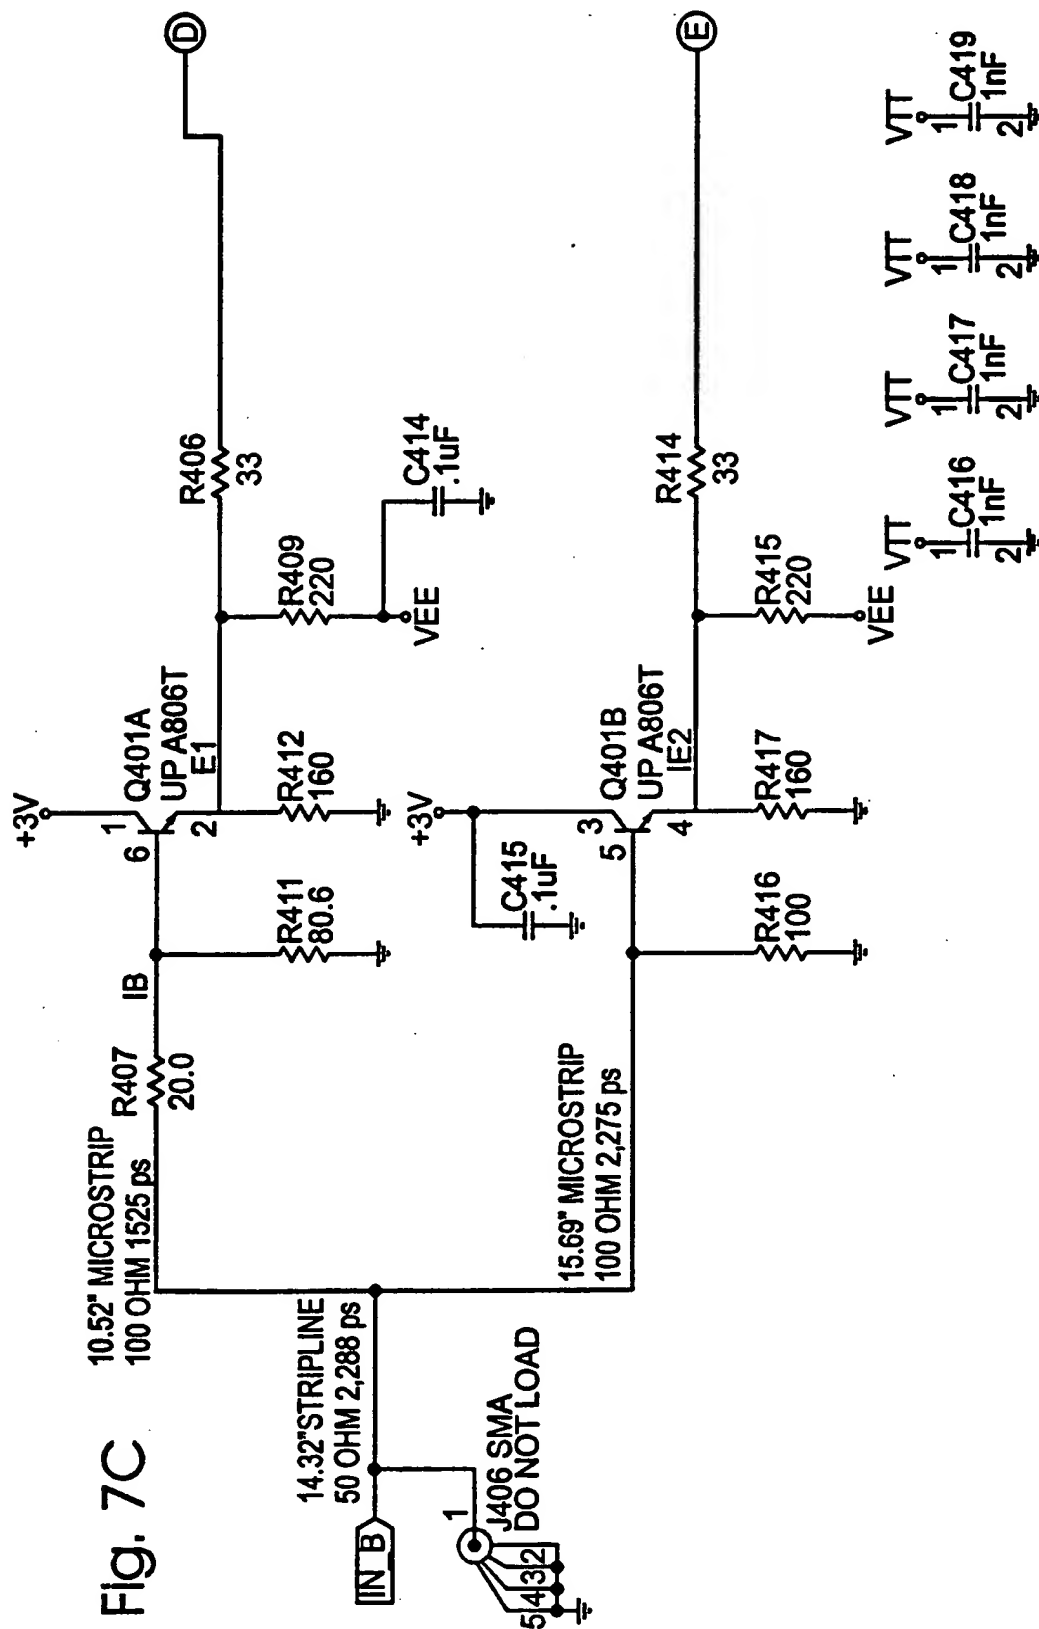 Fig. 7C
IN_B
J406 SMA
DO NOT LOAD
1
5 4 3 2
14.32"STRIPLINE
50 OHM 2,288 ps
10.52" MICROSTRIP
100 OHM 1525 ps
R407
20.0
IB
R411
80.6
+3V
1
6
2
Q401A
UP A806T
E1
R412
160
R409
220
VEE
C414
.1uF
R406
33
D
15.69" MICROSTRIP
100 OHM 2,275 ps
R416
100
+3V
C415
.1uF
3
5
4
Q401B
UP A806T
IE2
R417
160
R415
220
VEE
R414
33
E
VTT
1
C416
1nF
2
VTT
1
C417
1nF
2
VTT
1
C418
1nF
2
VTT
1
C419
1nF
2